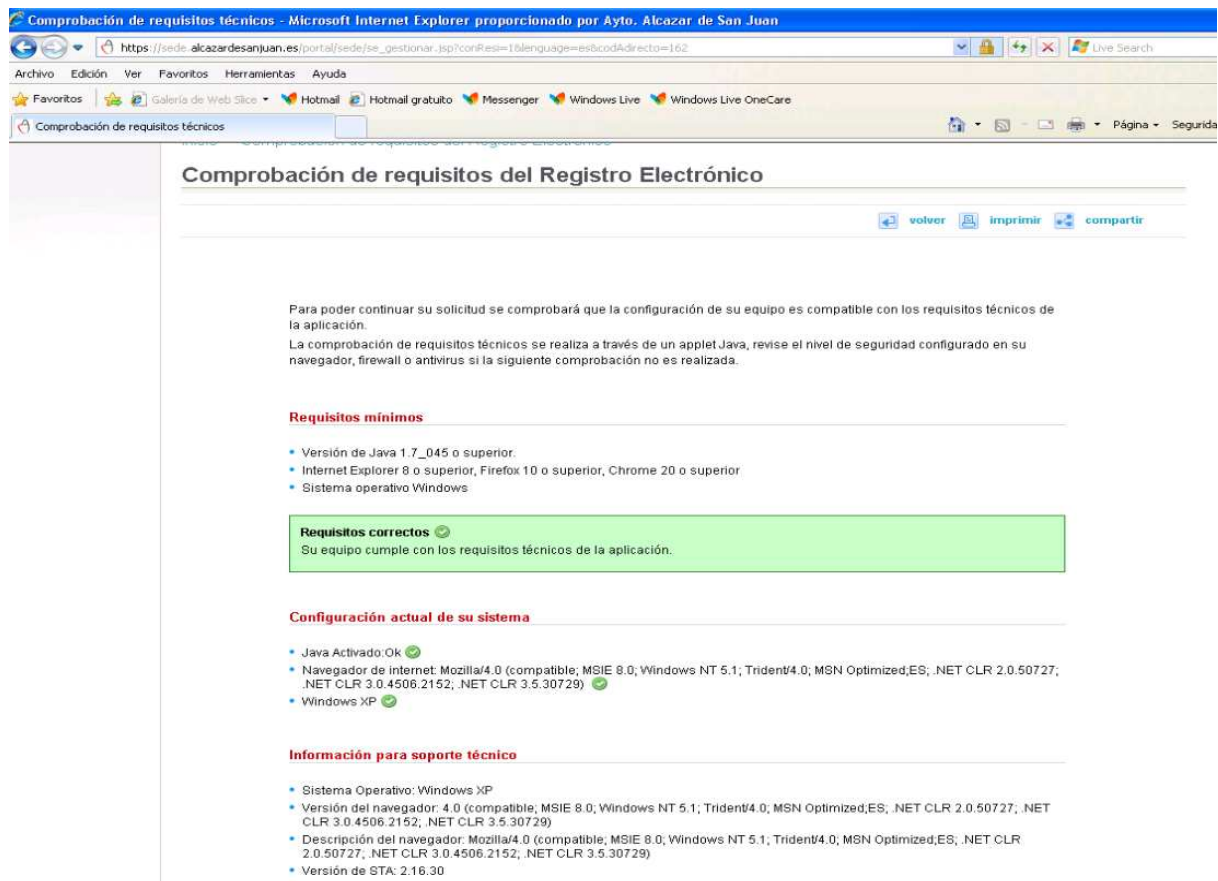 Comprobación de requisitos técnicos - Microsoft Internet Explorer proporcionado por Ayto. Alcazar de San Juan
https://sede.alcazardesanjuan.es/portal/sede/se_gestionar.jsp?conResi=1&lenguage=es&codAdirecto=162
Live Search
Archivo Edición Ver Favoritos Herramientas Ayuda
Favoritos Galería de Web Slice Hotmail Hotmail gratuito Messenger Windows Live Windows Live OneCare
Comprobación de requisitos técnicos Página Segurida
Inicio Comprobación de requisitos del Registro Electrónico
Comprobación de requisitos del Registro Electrónico
volver imprimir compartir
Para poder continuar su solicitud se comprobará que la configuración de su equipo es compatible con los requisitos técnicos de
la aplicación.
La comprobación de requisitos técnicos se realiza a través de un applet Java, revise el nivel de seguridad configurado en su
navegador, firewall o antivirus si la siguiente comprobación no es realizada.
Requisitos mínimos
• Versión de Java 1.7_045 o superior.
• Internet Explorer 8 o superior, Firefox 10 o superior, Chrome 20 o superior
• Sistema operativo Windows
Requisitos correctos
Su equipo cumple con los requisitos técnicos de la aplicación.
Configuración actual de su sistema
• Java Activado:Ok
• Navegador de internet: Mozilla/4.0 (compatible; MSIE 8.0; Windows NT 5.1; Trident/4.0; MSN Optimized;ES; .NET CLR 2.0.50727;
.NET CLR 3.0.4506.2152; .NET CLR 3.5.30729)
• Windows XP
Información para soporte técnico
• Sistema Operativo: Windows XP
• Versión del navegador: 4.0 (compatible; MSIE 8.0; Windows NT 5.1; Trident/4.0; MSN Optimized;ES; .NET CLR 2.0.50727; .NET
CLR 3.0.4506.2152; .NET CLR 3.5.30729)
• Descripción del navegador: Mozilla/4.0 (compatible; MSIE 8.0; Windows NT 5.1; Trident/4.0; MSN Optimized;ES; .NET CLR
2.0.50727; .NET CLR 3.0.4506.2152; .NET CLR 3.5.30729)
• Versión de STA: 2.16.30